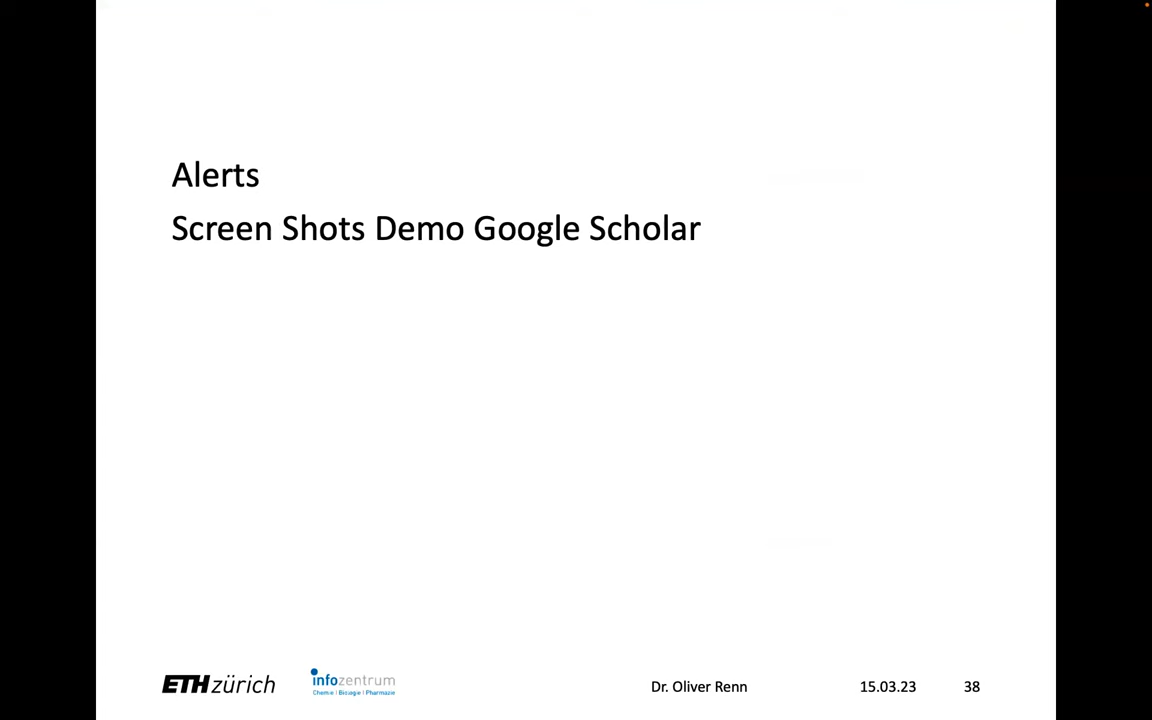 Alerts
Screen Shots Demo Google Scholar
ETH zürich
infozentrum
Chemie | Biologie | Pharmazie
Dr. Oliver Renn
15.03.23
38